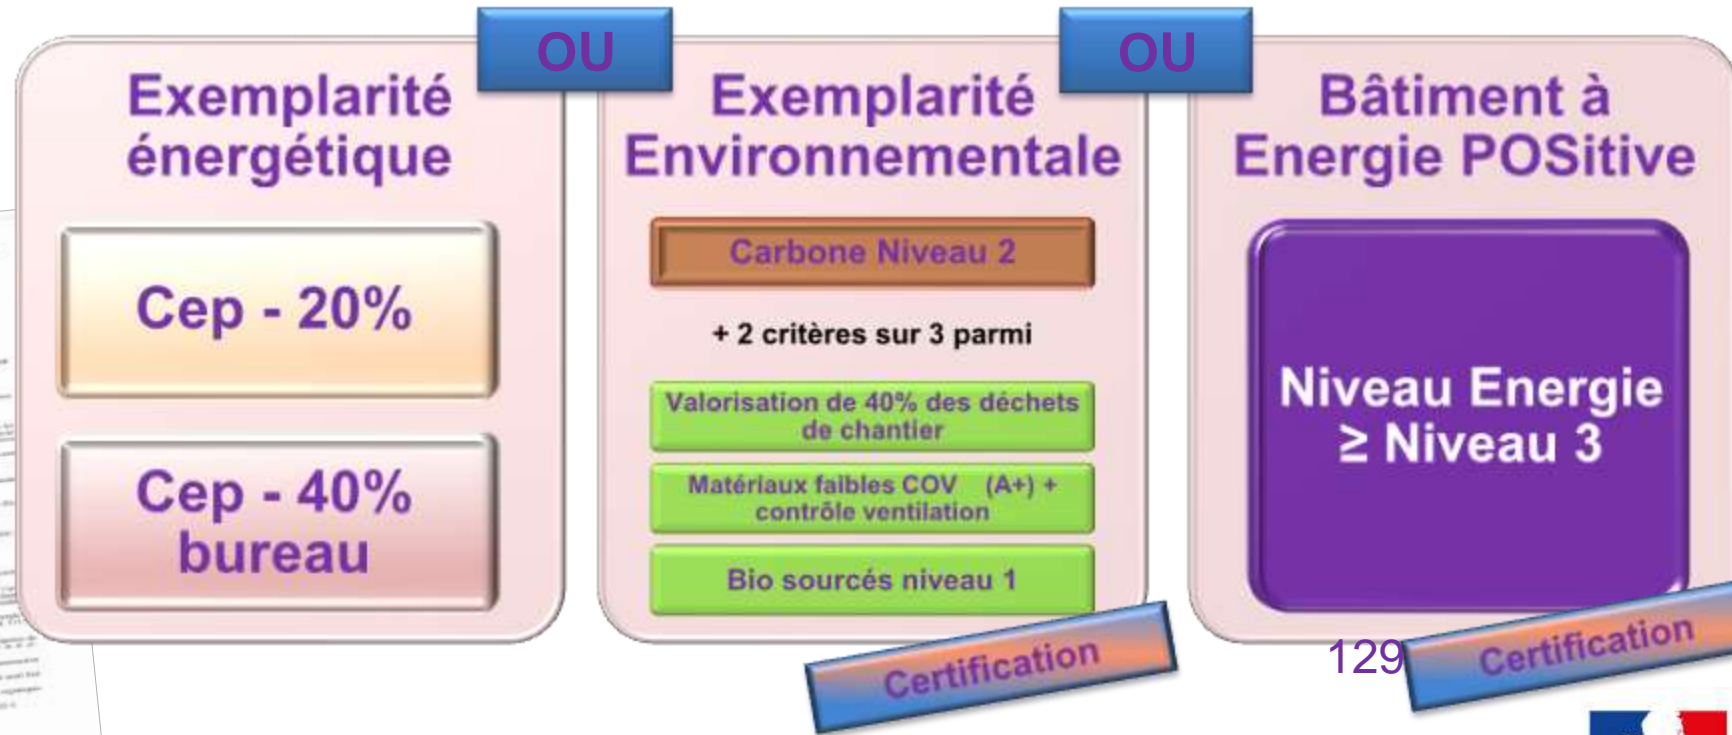 OU
OU
Exemplarité
énergétique
Cep - 20%
Cep - 40%
bureau
Exemplarité
Environnementale
Carbone Niveau 2
+ 2 critères sur 3 parmi
Valorisation de 40% des déchets
de chantier
Matériaux faibles COV (A+) +
contrôle ventilation
Bio sourcés niveau 1
Certification
Bâtiment à
Energie POSitive
Niveau Energie
≥ Niveau 3
129
Certification